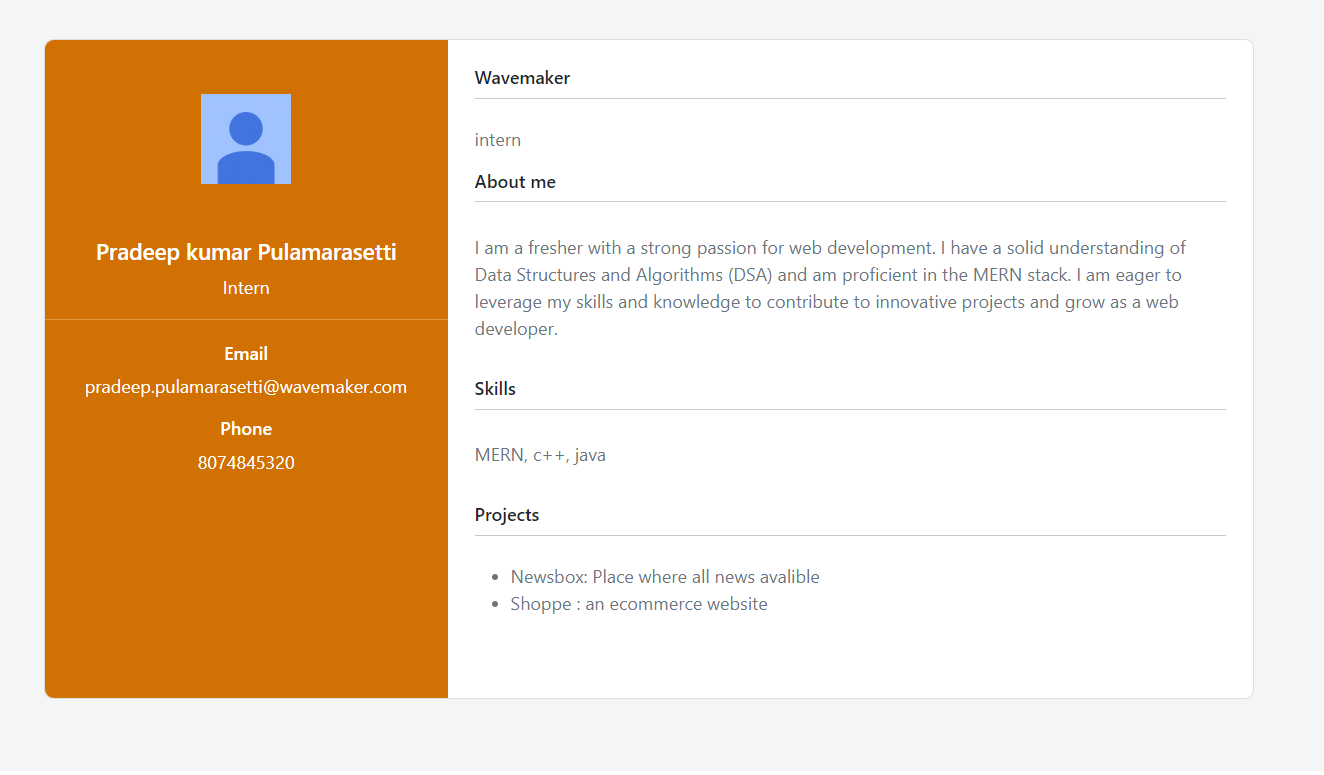 Pradeep kumar Pulamarasetti
Intern
Email
pradeep.pulamarasetti@wavemaker.com
Phone
8074845320
Wavemaker
intern
About me
I am a fresher with a strong passion for web development. I have a solid understanding of
Data Structures and Algorithms (DSA) and am proficient in the MERN stack. I am eager to
leverage my skills and knowledge to contribute to innovative projects and grow as a web
developer.
Skills
MERN, c++, java
Projects
• Newsbox: Place where all news avalible
• Shoppe : an ecommerce website